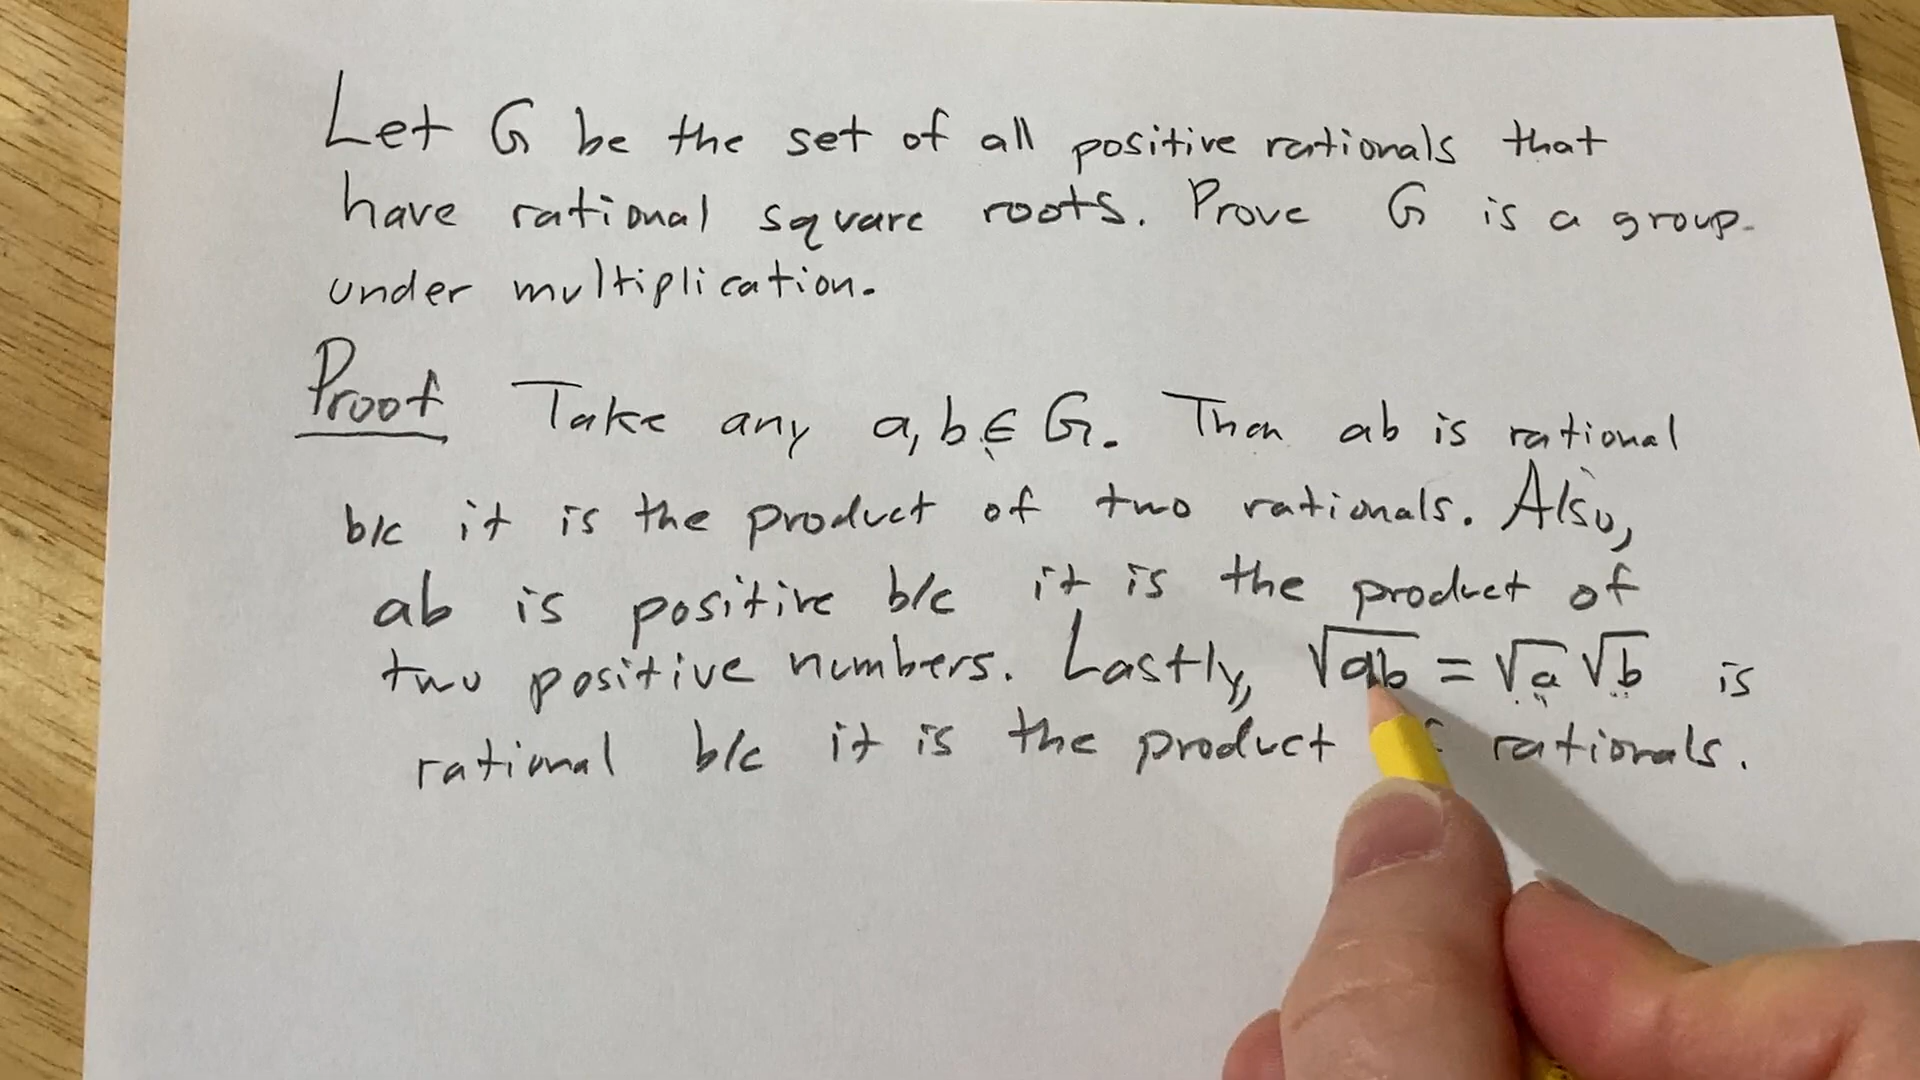 Let G be the set of all positive rationals that
have rational square roots. Prove G is a group
under multiplication.
Proof Take any a, b ∈ G. Then ab is rational
b/c it is the product of two rationals. Also,
ab is positive b/c it is the product of
two positive numbers. Lastly, √ab = √a √b is
rational b/c it is the product rationals.